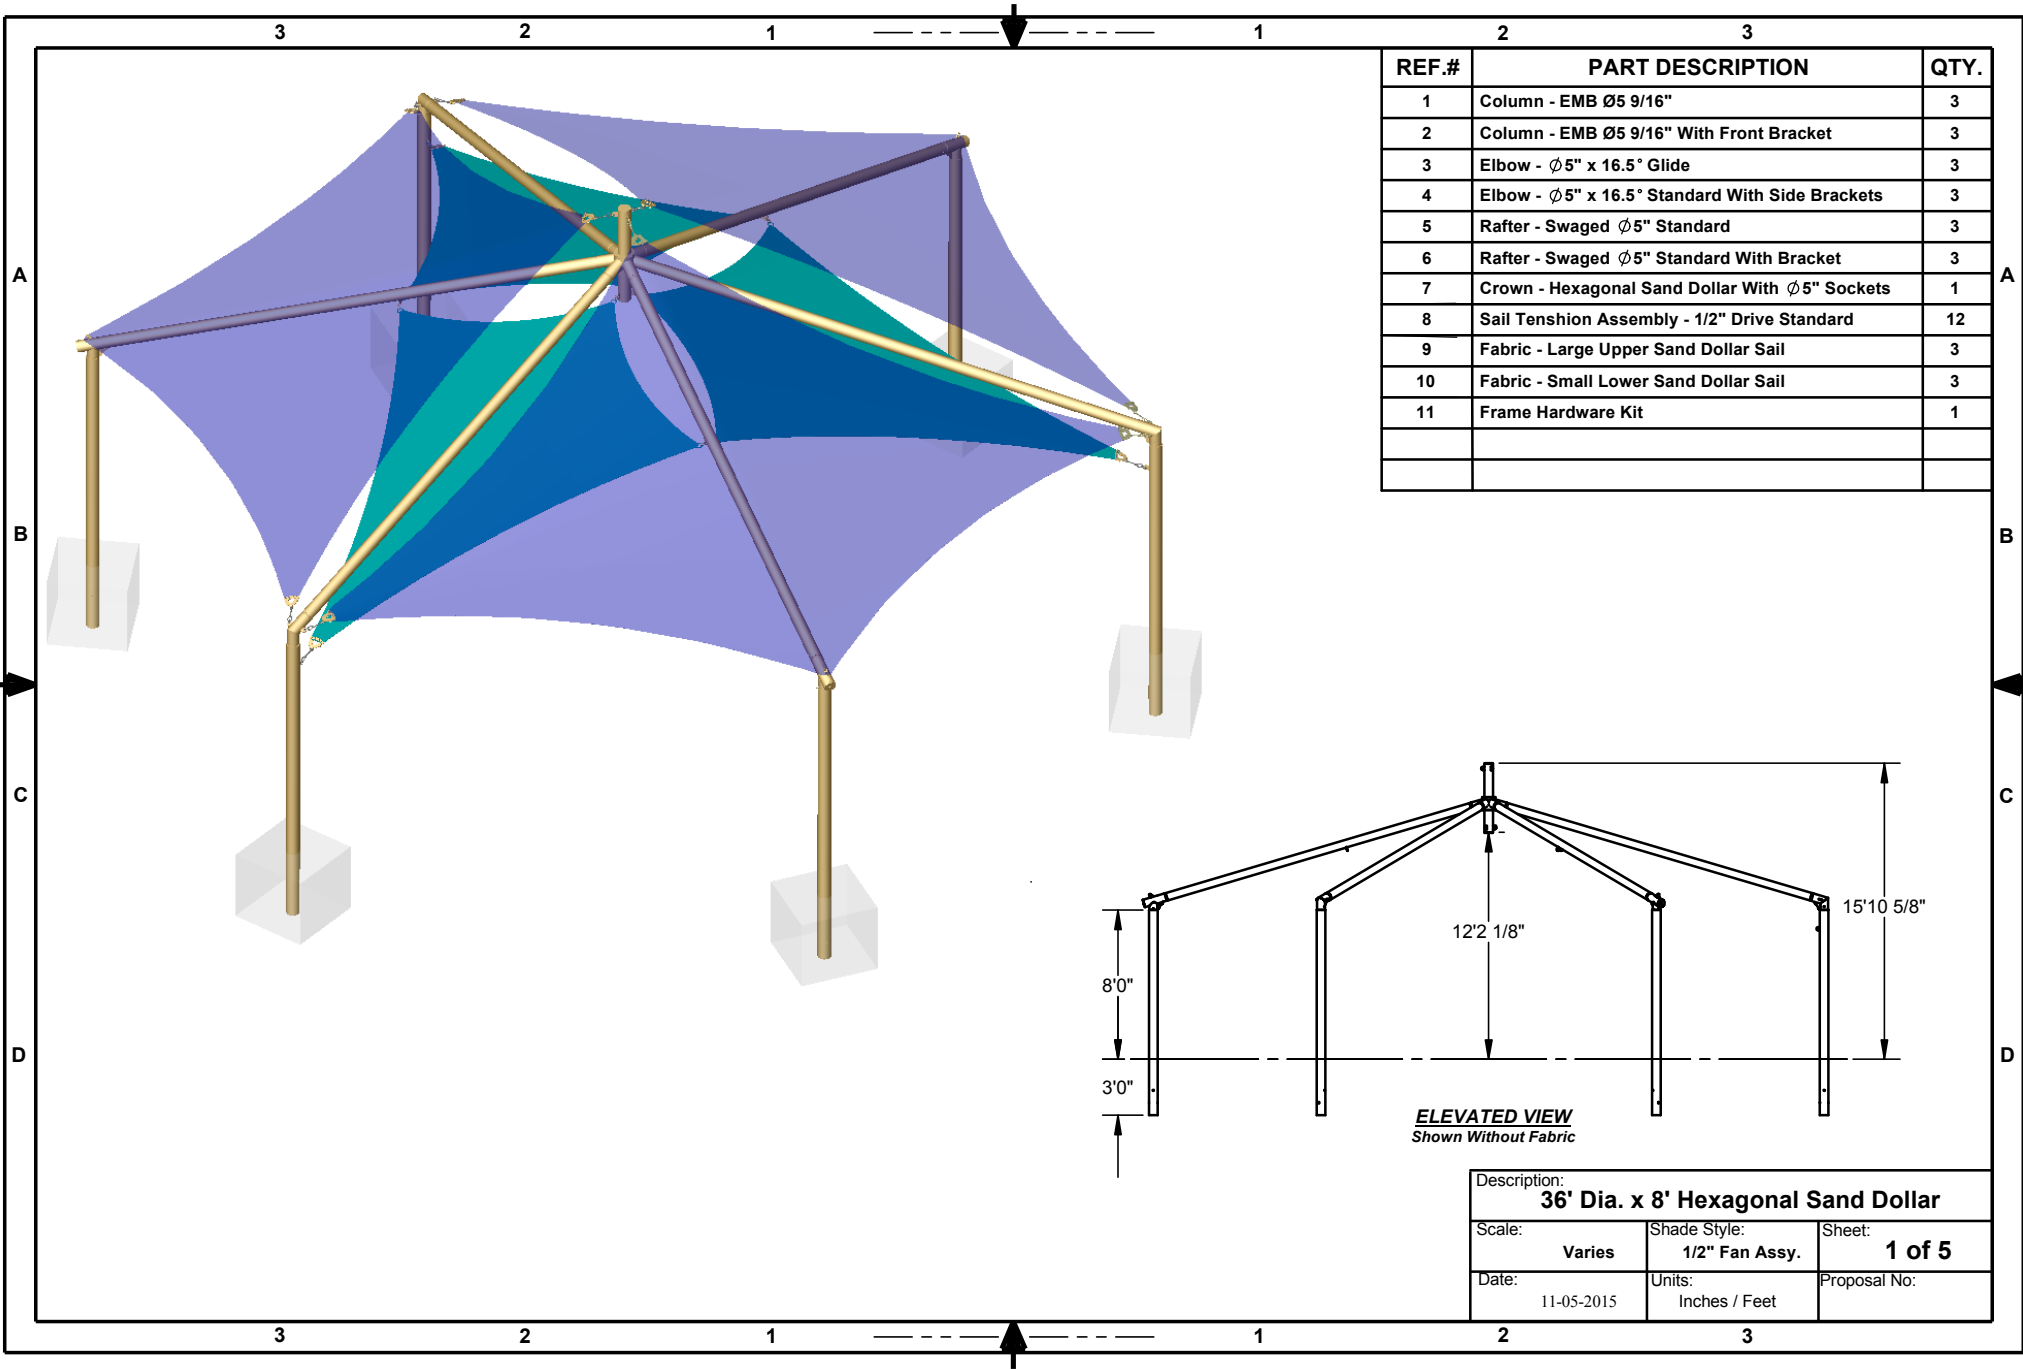 3 2 1 1 2 3
REF.# PART DESCRIPTION QTY.
1 Column - EMB Ø5 9/16" 3
2 Column - EMB Ø5 9/16" With Front Bracket 3
3 Elbow - ∅5" x 16.5° Glide 3
4 Elbow - ∅5" x 16.5° Standard With Side Brackets 3
5 Rafter - Swaged ∅5" Standard 3
6 Rafter - Swaged ∅5" Standard With Bracket 3
7 Crown - Hexagonal Sand Dollar With ∅5" Sockets 1
8 Sail Tenshion Assembly - 1/2" Drive Standard 12
9 Fabric - Large Upper Sand Dollar Sail 3
10 Fabric - Small Lower Sand Dollar Sail 3
11 Frame Hardware Kit 1
A A
B B
C C
15'10 5/8"
12'2 1/8"
8'0"
D D
3'0"
ELEVATED VIEW
Shown Without Fabric
Description:
36' Dia. x 8' Hexagonal Sand Dollar
Scale: Shade Style: Sheet:
Varies 1/2" Fan Assy. 1 of 5
Date: Units: Proposal No:
11-05-2015 Inches / Feet
3 2 1 1 2 3